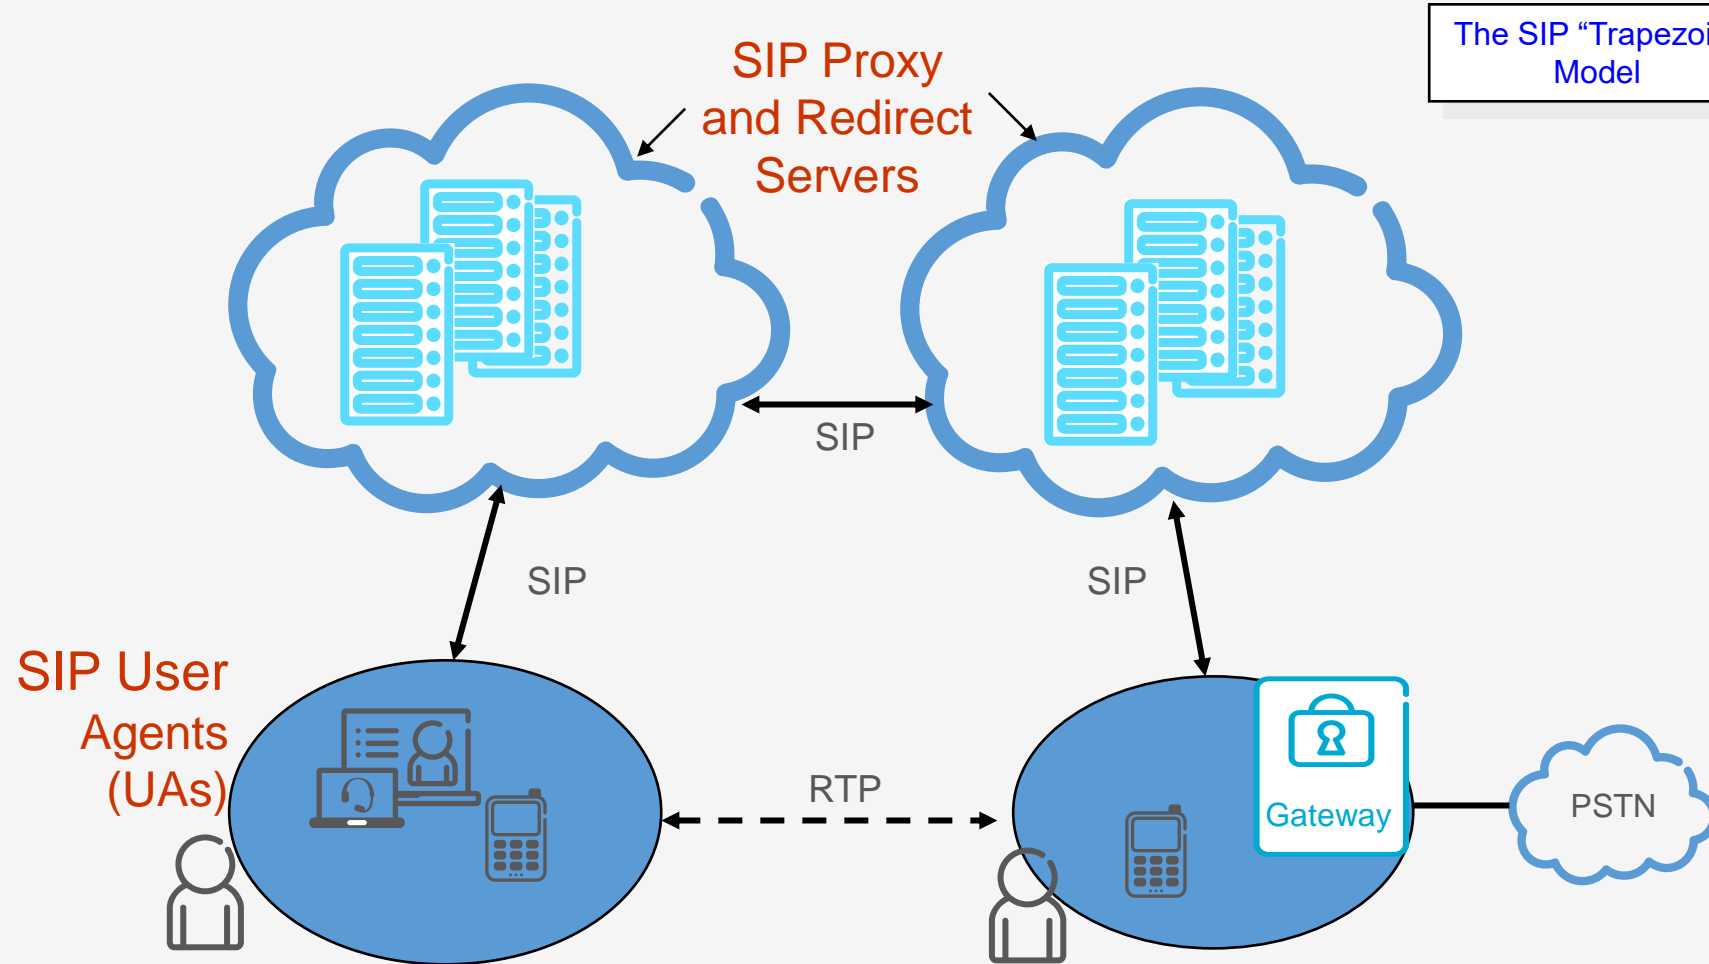 The SIP “Trapezoi
Model
SIP Proxy
and Redirect
Servers
SIP
SIP
SIP
SIP User
Agents
(UAs)
RTP
Gateway
PSTN